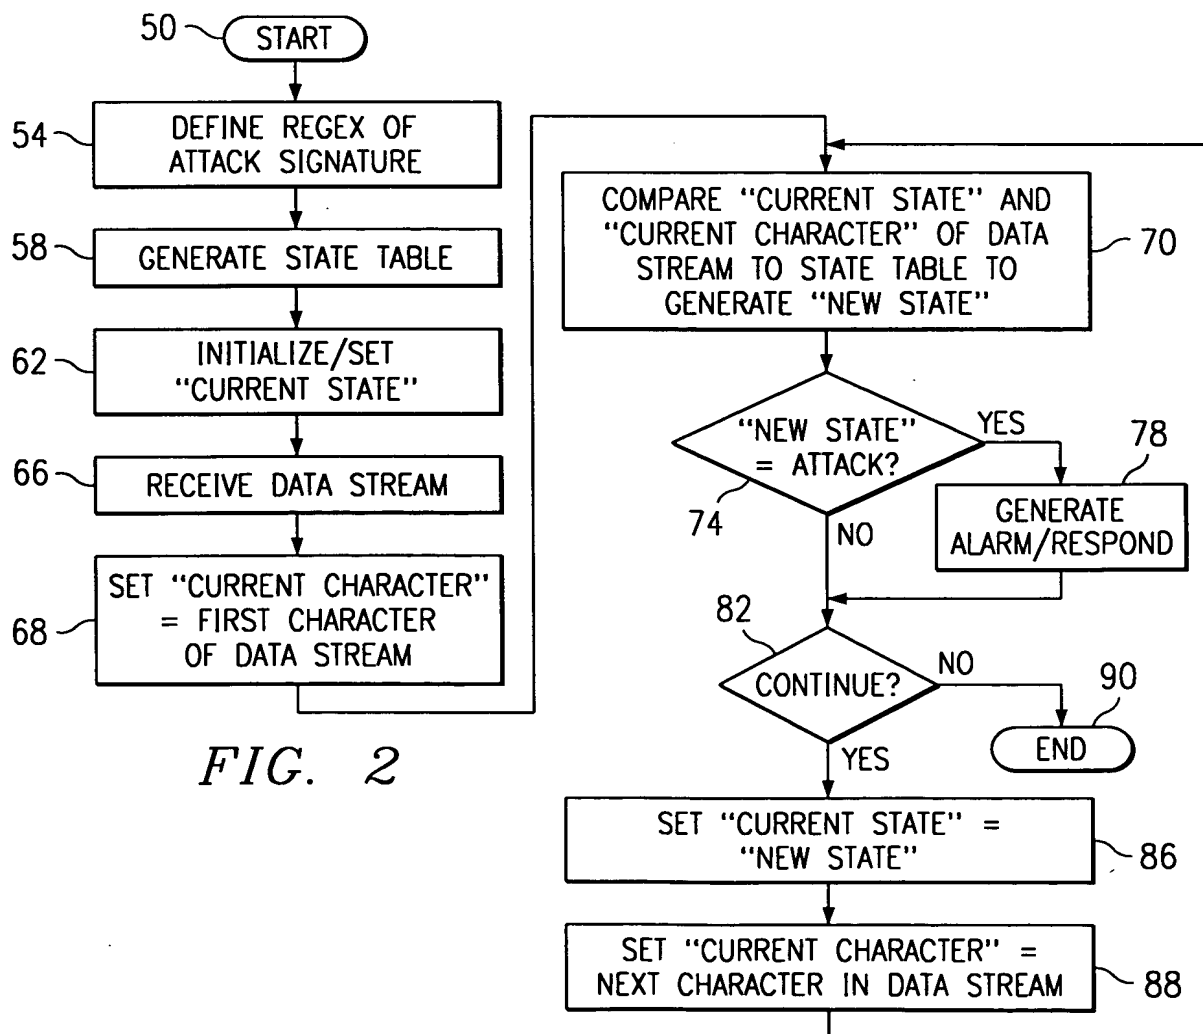 50
START
54
DEFINE REGEX OF
ATTACK SIGNATURE
58
GENERATE STATE TABLE
62
INITIALIZE/SET
"CURRENT STATE"
66
RECEIVE DATA STREAM
68
SET "CURRENT CHARACTER"
= FIRST CHARACTER
OF DATA STREAM
FIG. 2
COMPARE "CURRENT STATE" AND
"CURRENT CHARACTER" OF DATA
STREAM TO STATE TABLE TO
GENERATE "NEW STATE"
70
"NEW STATE"
= ATTACK?
74
YES
NO
78
GENERATE
ALARM/RESPOND
82
CONTINUE?
NO
90
END
YES
SET "CURRENT STATE" =
"NEW STATE"
86
SET "CURRENT CHARACTER" =
NEXT CHARACTER IN DATA STREAM
88